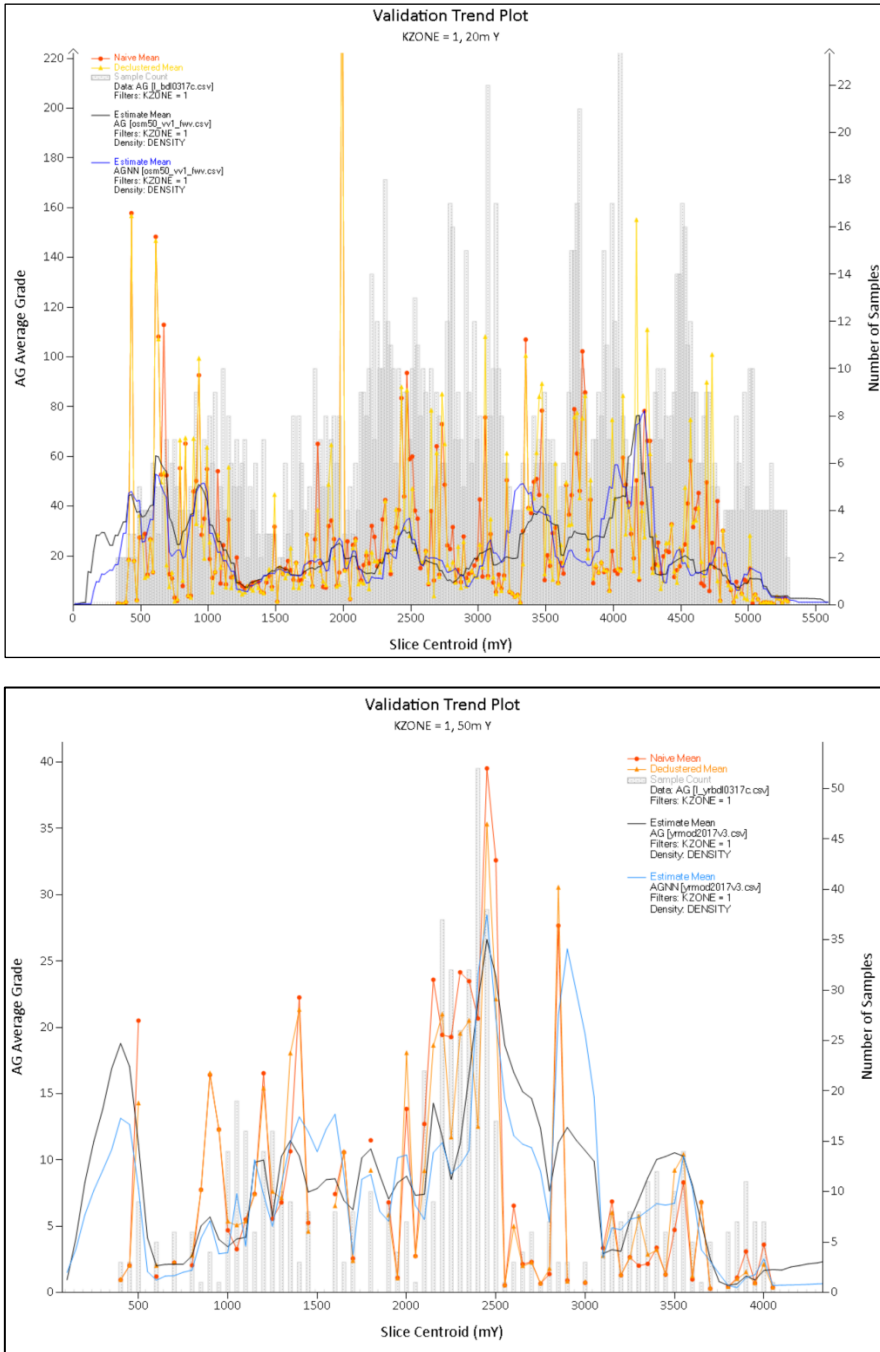 Validation Trend Plot
KZONE = 1, 20m Y
Naive Mean
Declustered Mean
Sample Count
Data: AG [l_bdl0317c.csv]
Filters: KZONE = 1
Estimate Mean
AG [osm50_vv1_fwv.csv]
Filters: KZONE = 1
Density: DENSITY
Estimate Mean
AGNN [osm50_vv1_fwv.csv]
Filters: KZONE = 1
Density: DENSITY
AG Average Grade
220
200
180
160
140
120
100
80
60
40
20
22
20
18
16
14
12
10
8
6
4
2
0
Number of Samples
0 500 1000 1500 2000 2500 3000 3500 4000 4500 5000 5500
Slice Centroid (mY)
Validation Trend Plot
KZONE = 1, 50m Y
Naive Mean
Declustered Mean
Sample Count
Data: AG [l_yrbdl0317c.csv]
Filters: KZONE = 1
Estimate Mean
AG [yrmod2017v3.csv]
Filters: KZONE = 1
Density: DENSITY
Estimate Mean
AGNN [yrmod2017v3.csv]
Filters: KZONE = 1
Density: DENSITY
AG Average Grade
40
35
30
25
20
15
10
5
0
50
45
40
35
30
25
20
15
10
5
0
Number of Samples
500 1000 1500 2000 2500 3000 3500 4000
Slice Centroid (mY)